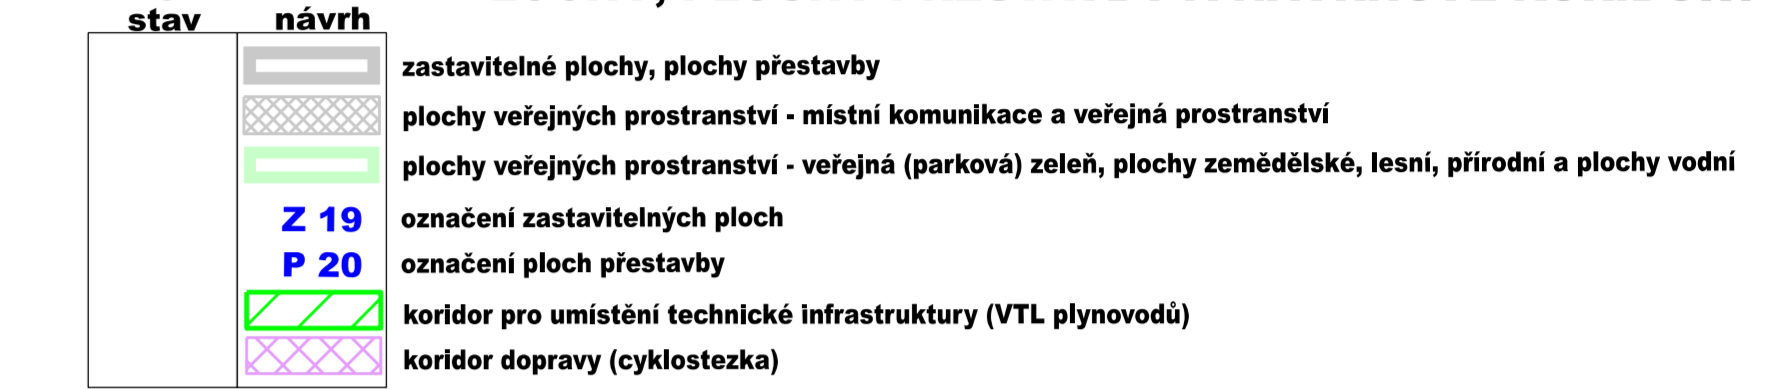 stav návrh
zastavitelné plochy, plochy přestavby
plochy veřejných prostranství - místní komunikace a veřejná prostranství
plochy veřejných prostranství - veřejná (parková) zeleň, plochy zemědělské, lesní, přírodní a plochy vodní
Z 19 označení zastavitelných ploch
P 20 označení ploch přestavby
koridor pro umístění technické infrastruktury (VTL plynovodů)
koridor dopravy (cyklostezka)